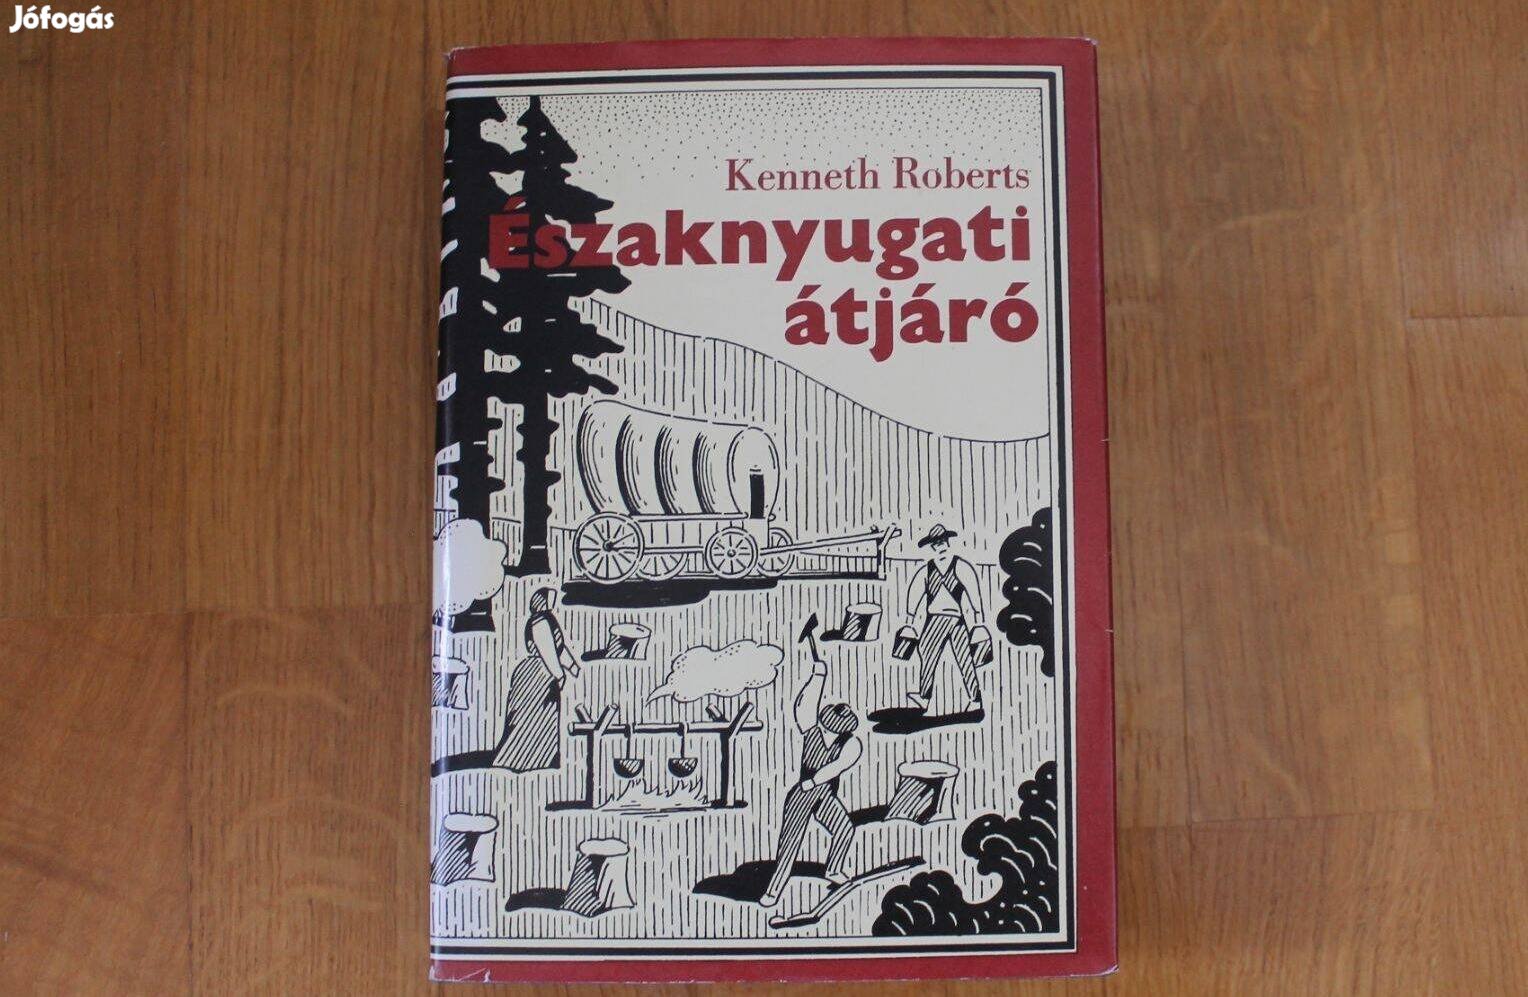 Jófogás
Kenneth Roberts
Északnyugati
átjáró